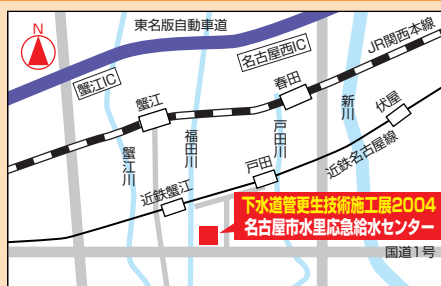 N
東名版自動車道
名古屋西IC
JR関西本線
蟹江IC
蟹江
春田
新川
伏屋
蟹江川
福田川
戸田川
近鉄名古屋線
戸田
近鉄蟹江
下水道管更生技術施工展2004
名古屋市水里応急給水センター
国道1号